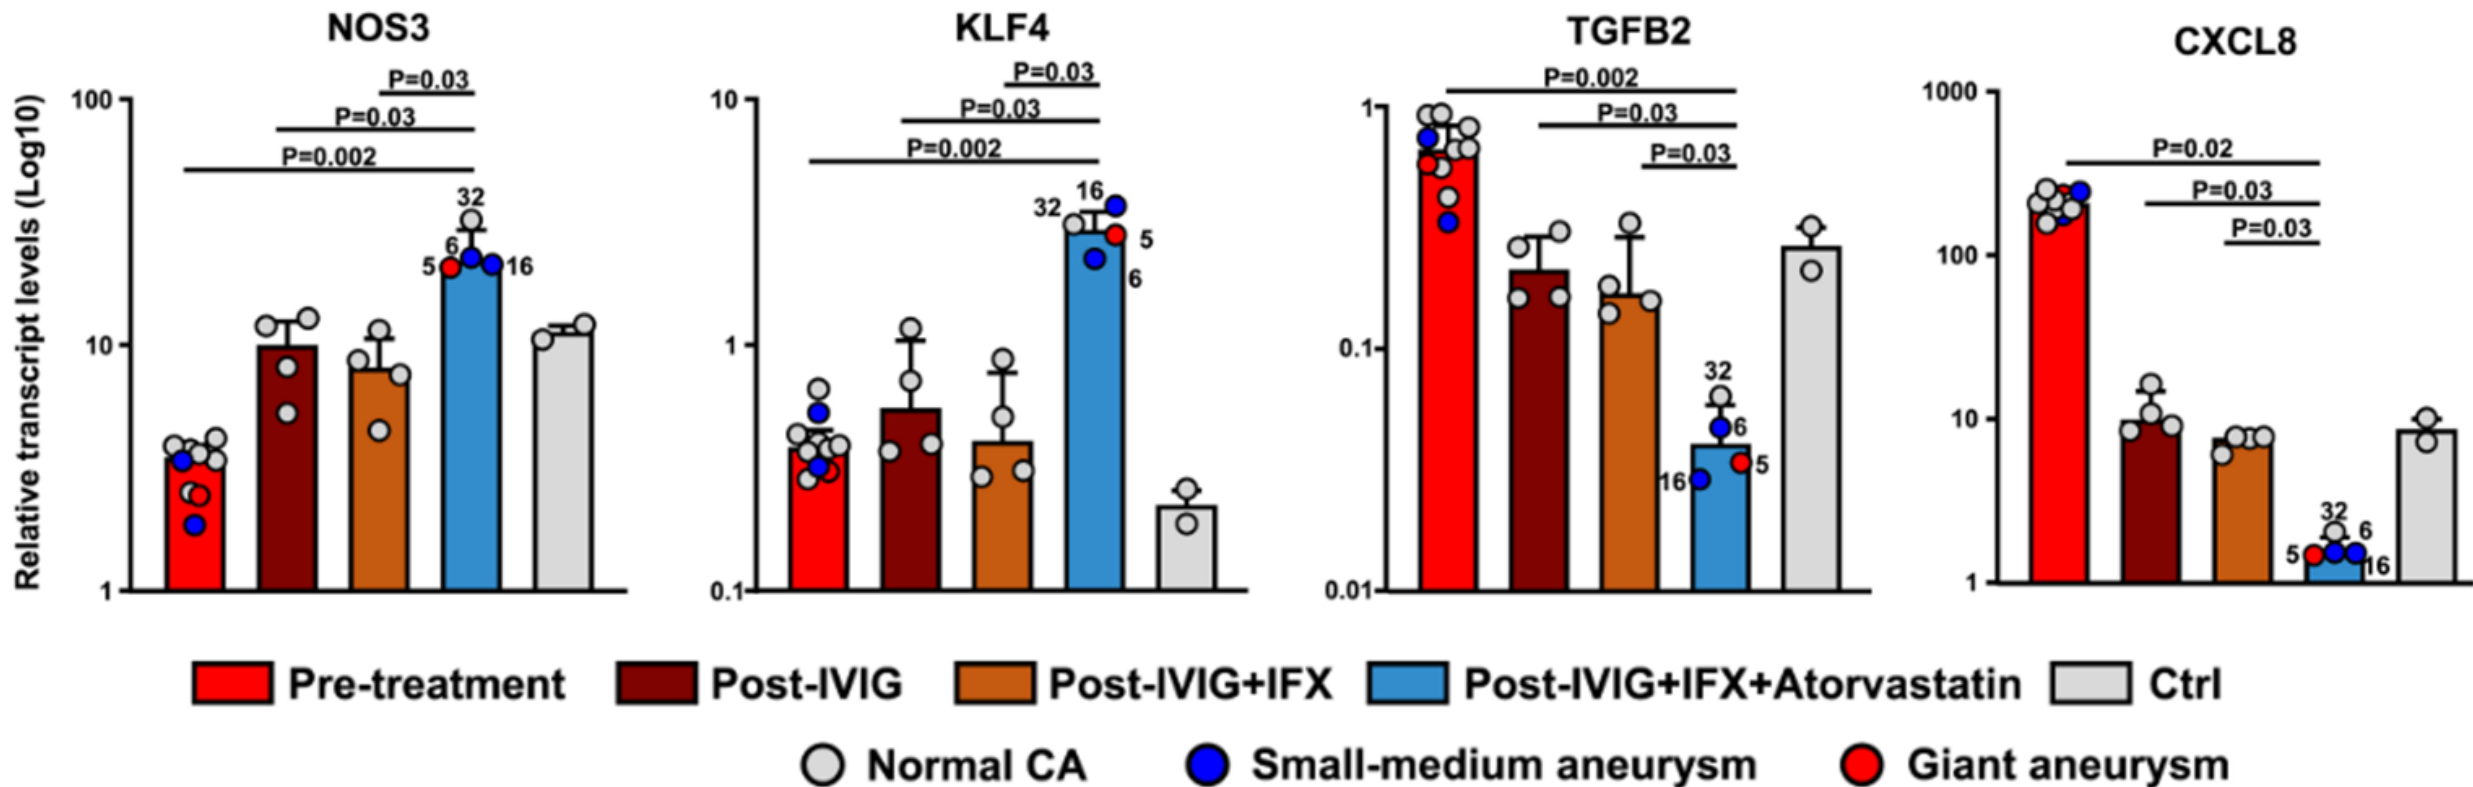 NOS3
KLF4
TGFB2
CXCL8
Relative transcript levels (Log10)
100
10
1
P=0.03
P=0.03
P=0.002
32
6
5
16
10
1
0.1
P=0.03
P=0.03
P=0.002
16
32
5
6
1
0.1
0.01
P=0.002
P=0.03
P=0.03
32
6
5
16
1000
100
10
1
P=0.02
P=0.03
P=0.03
32
6
5
16
Pre-treatment
Post-IVIG
Post-IVIG+IFX
Post-IVIG+IFX+Atorvastatin
Ctrl
Normal CA
Small-medium aneurysm
Giant aneurysm